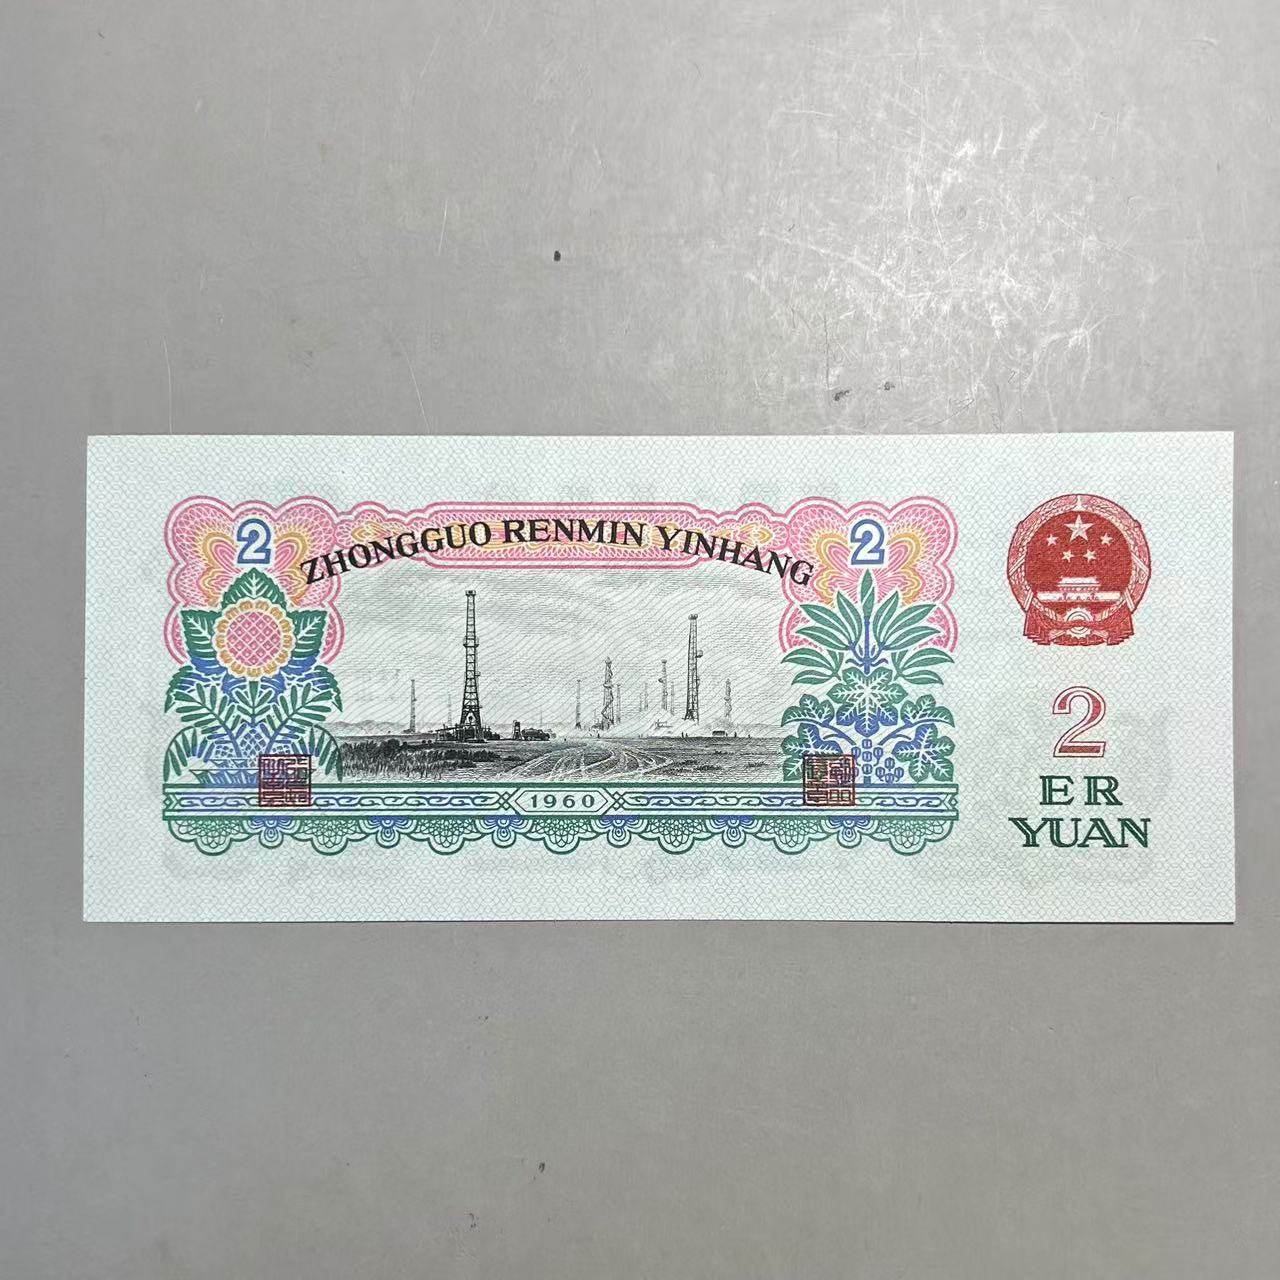 ZHONGGUO RENMIN YINHANG
2
2
1960
2
ER
YUAN